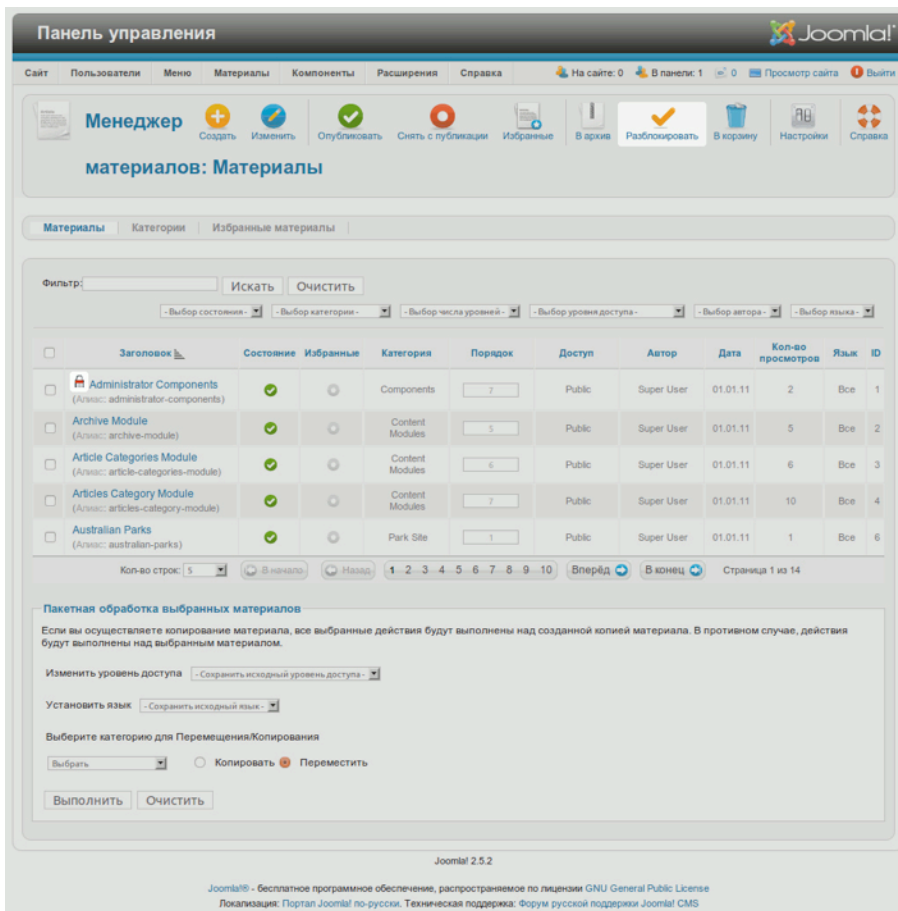 Панель управления
Joomla!
Сайт Пользователи Меню Материалы Компоненты Расширения Справка На сайте: 0 В панели: 1 0 Просмотр сайта Выйти
Менеджер материалов: Материалы
Создать Изменить Опубликовать Снять с публикации Избранные В архив Разблокировать В корзину Настройки Справка
Материалы Категории Избранные материалы
Фильтр: Искать Очистить
- Выбор состояния - - Выбор категории - - Выбор числа уровней - - Выбор уровня доступа - - Выбор автора - - Выбор языка -
Заголовок Состояние Избранные Категория Порядок Доступ Автор Дата Кол-во просмотров Язык ID
Administrator Components Components 7 Public Super User 01.01.11 2 Все 1
(Алиас: administrator-components)
Archive Module Content Modules 5 Public Super User 01.01.11 5 Все 2
(Алиас: archive-module)
Article Categories Module Content Modules 6 Public Super User 01.01.11 6 Все 3
(Алиас: article-categories-module)
Articles Category Module Content Modules 7 Public Super User 01.01.11 10 Все 4
(Алиас: articles-category-module)
Australian Parks Park Site 1 Public Super User 01.01.11 1 Все 6
(Алиас: australian-parks)
Кол-во строк: 5 В начало Назад 1 2 3 4 5 6 7 8 9 10 Вперёд В конец Страница 1 из 14
Пакетная обработка выбранных материалов
Если вы осуществляете копирование материала, все выбранные действия будут выполнены над созданной копией материала. В противном случае, действия
будут выполнены над выбранным материалом.
Изменить уровень доступа - Сохранить исходный уровень доступа -
Установить язык - Сохранить исходный язык -
Выберите категорию для Перемещения/Копирования
Выбрать Копировать Переместить
Выполнить Очистить
Joomla! 2.5.2
Joomla!® - бесплатное программное обеспечение, распространяемое по лицензии GNU General Public License
Локализация: Портал Joomla! по-русски. Техническая поддержка: Форум русской поддержки Joomla! CMS